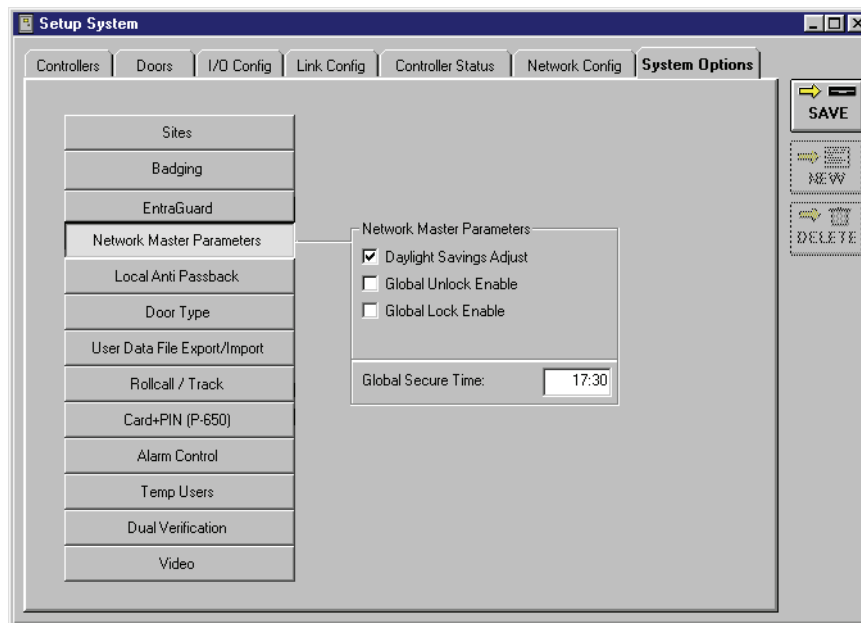 Setup System
Controllers
Doors
I/O Config
Link Config
Controller Status
Network Config
System Options
SAVE
NEW
DELETE
Sites
Badging
EntraGuard
Network Master Parameters
Local Anti Passback
Door Type
User Data File Export/Import
Rollcall / Track
Card+PIN (P-650)
Alarm Control
Temp Users
Dual Verification
Video
Network Master Parameters
Daylight Savings Adjust
Global Unlock Enable
Global Lock Enable
Global Secure Time: 17:30